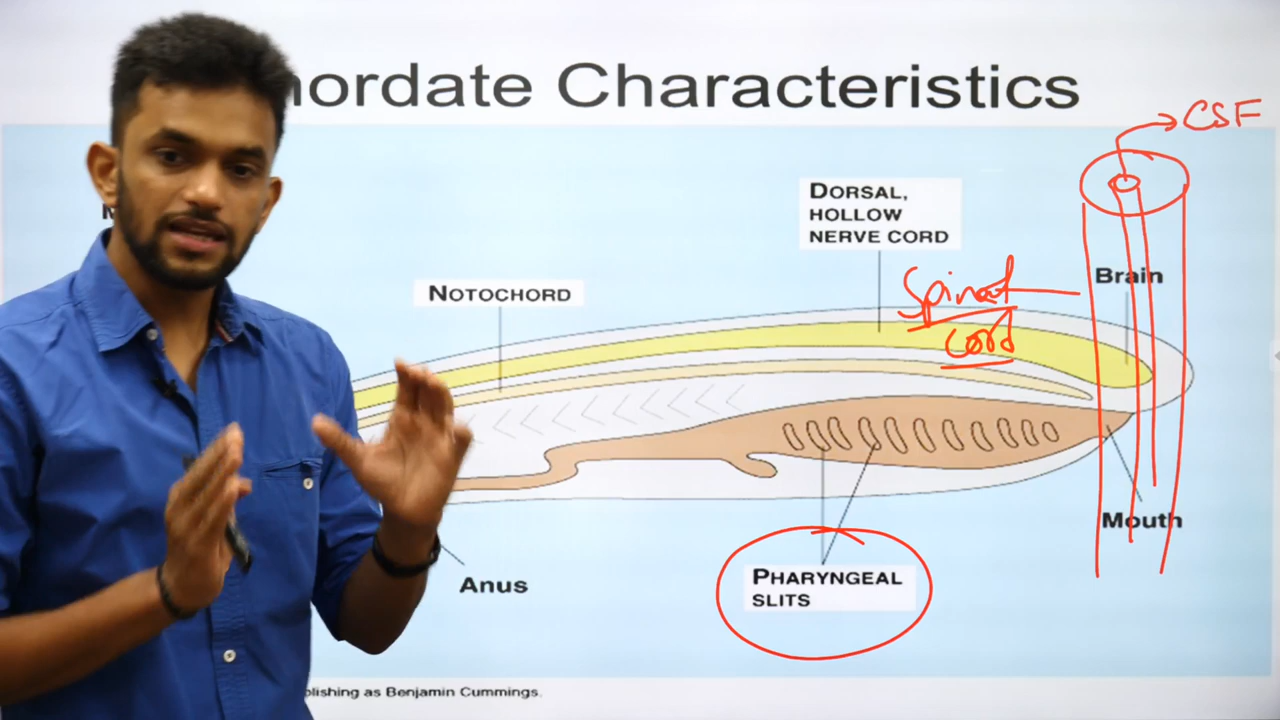 hordate Characteristics
CSF
DORSAL,
HOLLOW
NERVE CORD
Brain
Spinal
cord
NOTOCHORD
Mouth
PHARYNGEAL
SLITS
Anus
blishing as Benjamin Cummings.